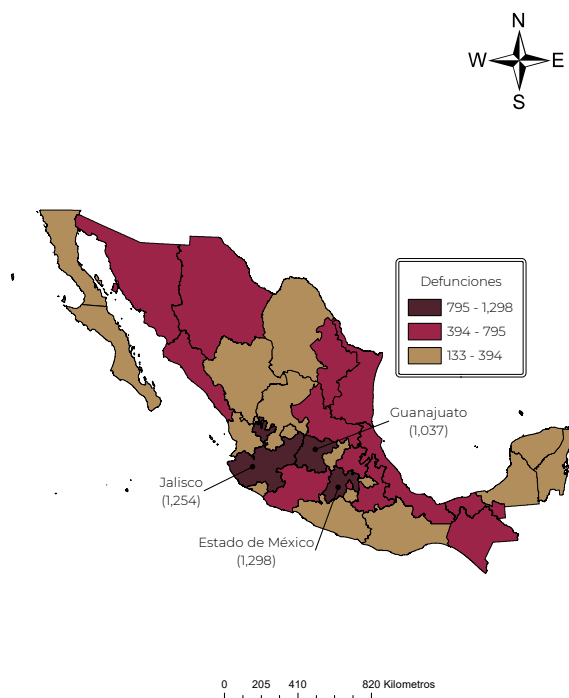 N
W E
S
Defunciones
795 - 1,298
394 - 795
133 - 394
Guanajuato
(1,037)
Jalisco
(1,254)
Estado de México
(1,298)
0 205 410 820 Kilometros